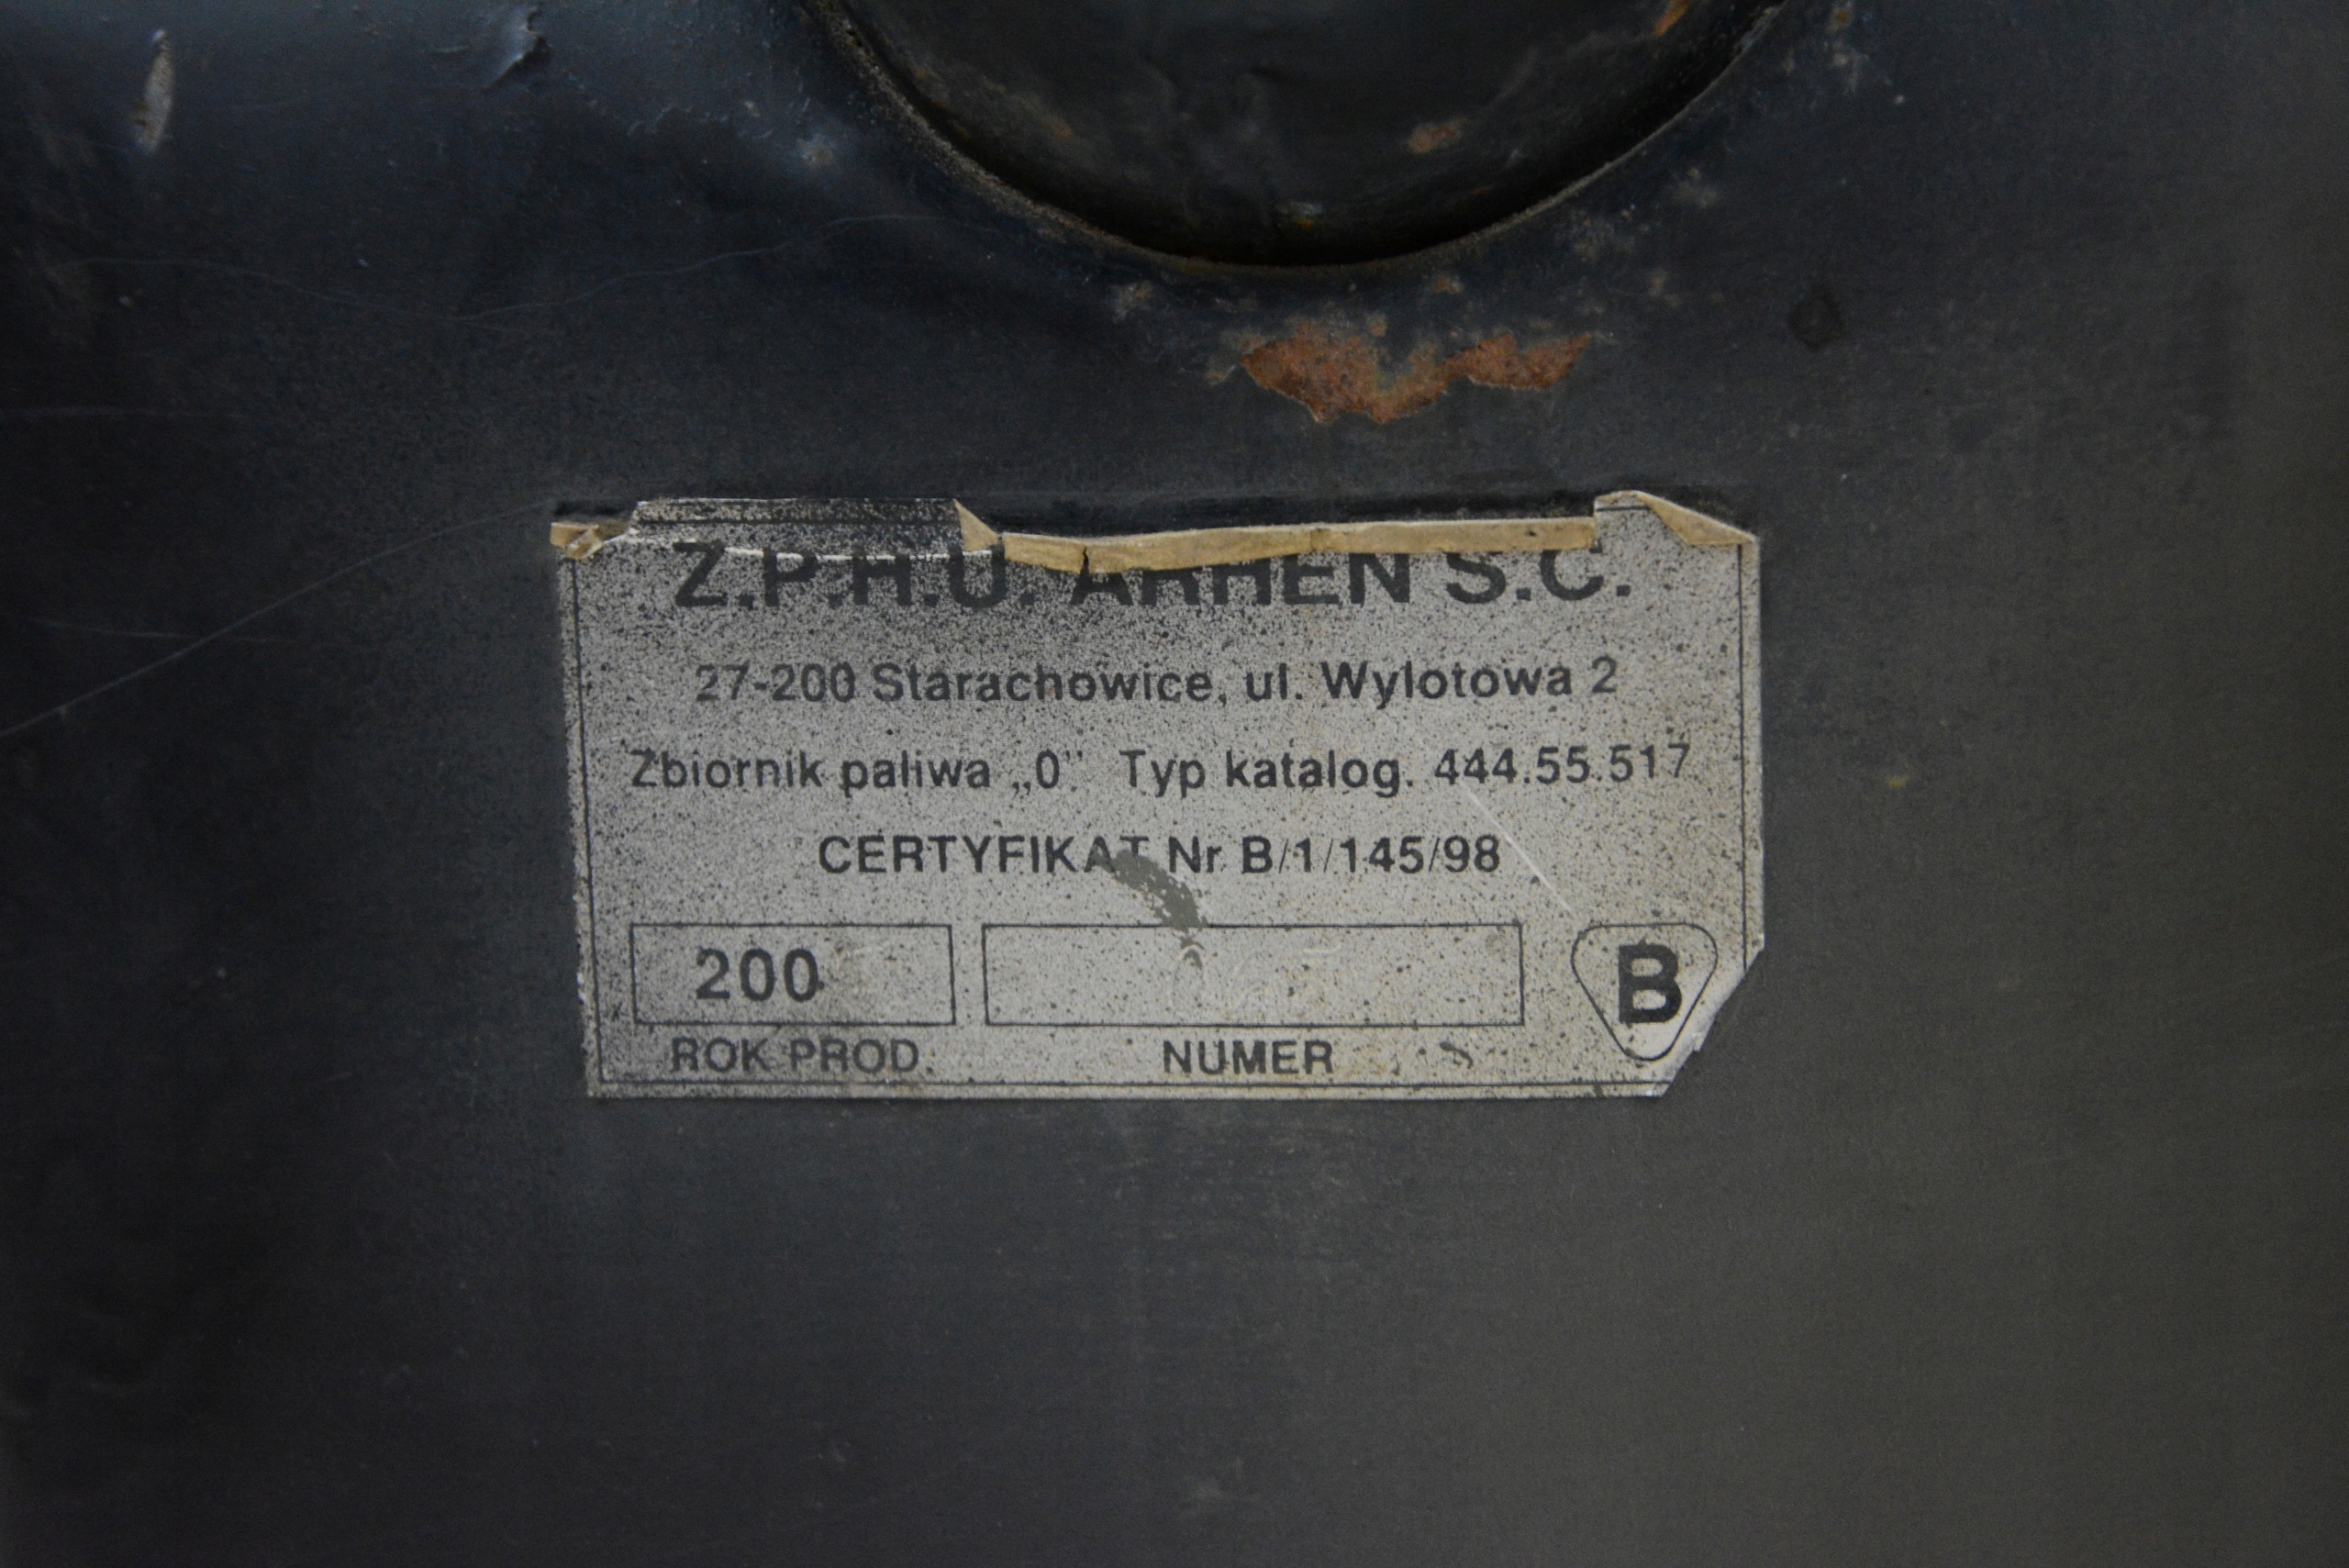 Z.P.H.U. ARHEN S.C.
27-200 Starachowice, ul. Wylotowa 2
Zbiornik paliwa „0” Typ katalog. 444.55.517
CERTYFIKAT Nr B/1/145/98
200
ROK PROD.
NUMER
B